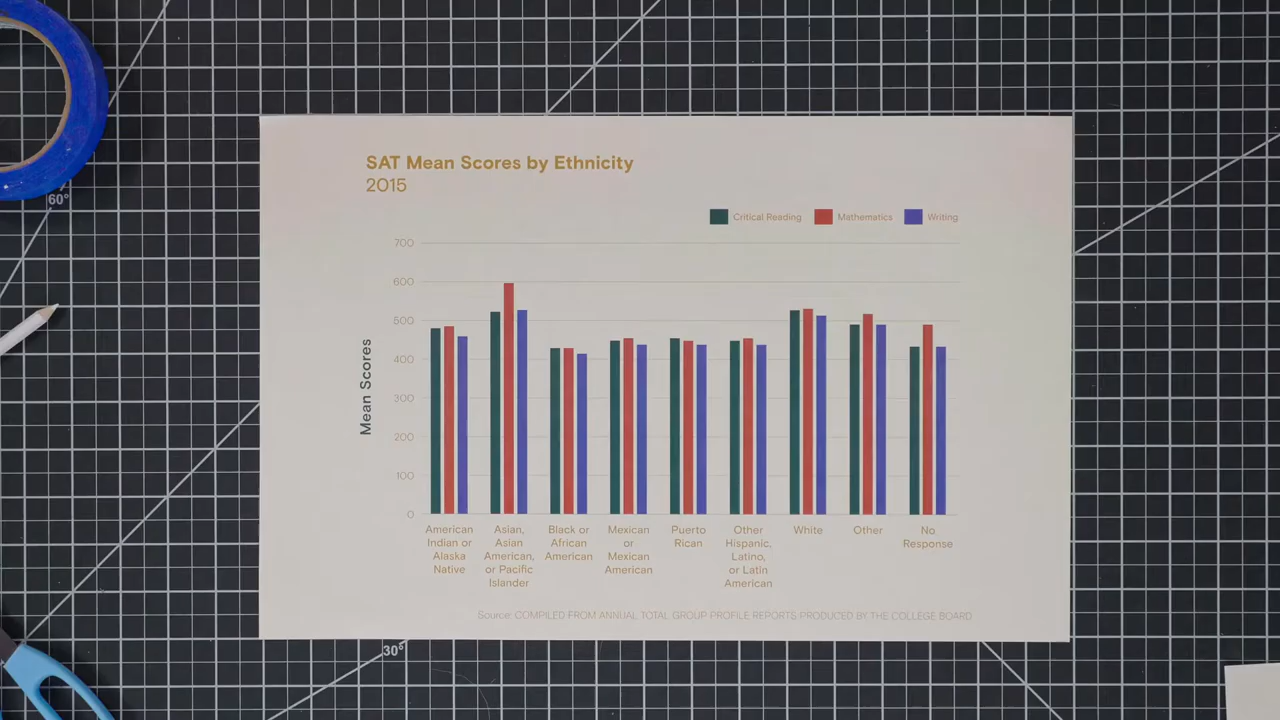 60°
SAT Mean Scores by Ethnicity
2015
Critical Reading
Mathematics
Writing
700
600
500
400
300
200
100
0
Mean Scores
American
Indian or
Alaska
Native
Asian,
Asian
American,
or Pacific
Islander
Black or
African
American
Mexican
or
Mexican
American
Puerto
Rican
Other
Hispanic,
Latino,
or Latin
American
White
Other
No
Response
Source: COMPILED FROM ANNUAL TOTAL GROUP PROFILE REPORTS PRODUCED BY THE COLLEGE BOARD
30°